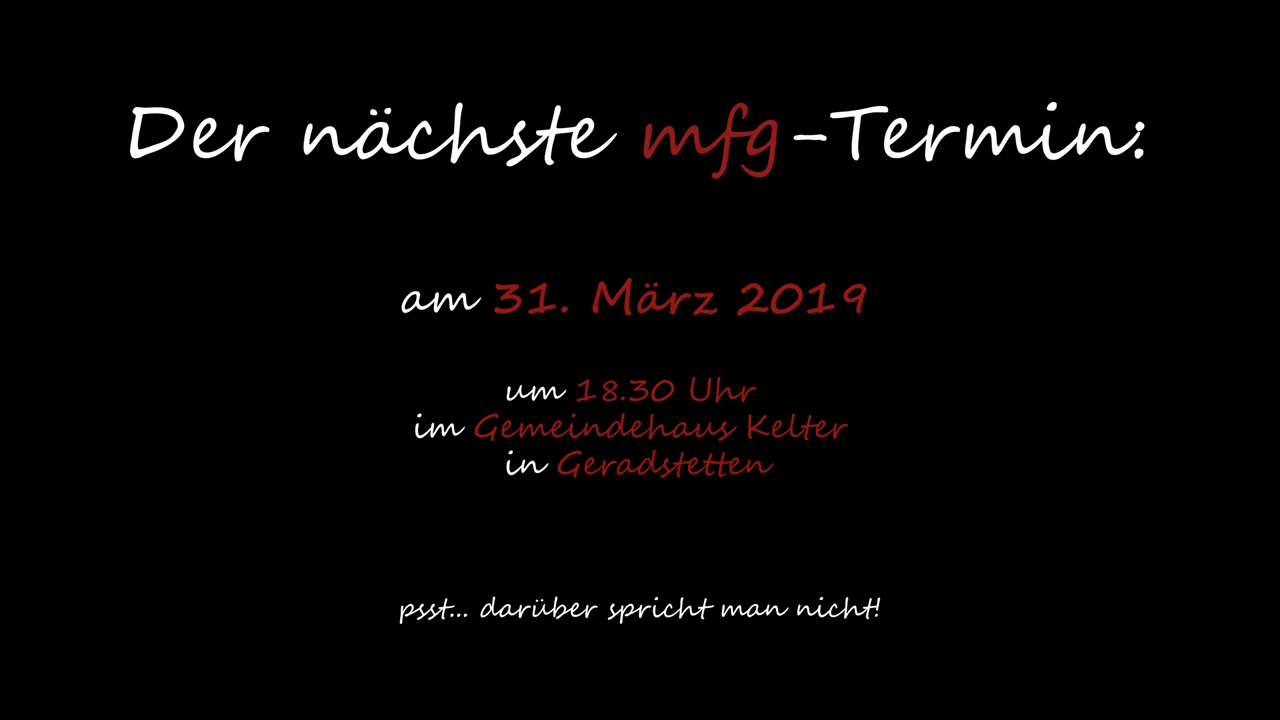 Der nächste mfg-Termin:
am 31. März 2019
um 18.30 Uhr
im Gemeindehaus Kelter
in Geradstetten
psst... darüber spricht man nicht!